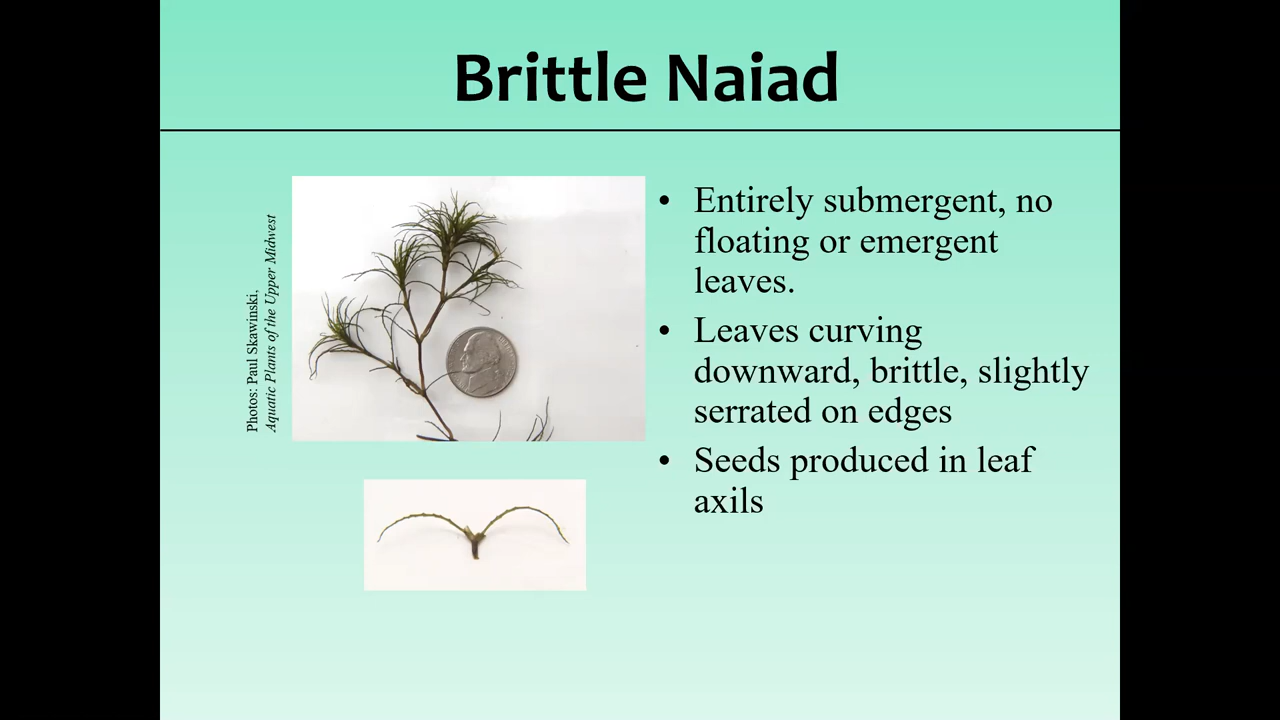 Brittle Naiad
Photos: Paul Skawinski,
Aquatic Plants of the Upper Midwest
• Entirely submergent, no
floating or emergent
leaves.
• Leaves curving
downward, brittle, slightly
serrated on edges
• Seeds produced in leaf
axils